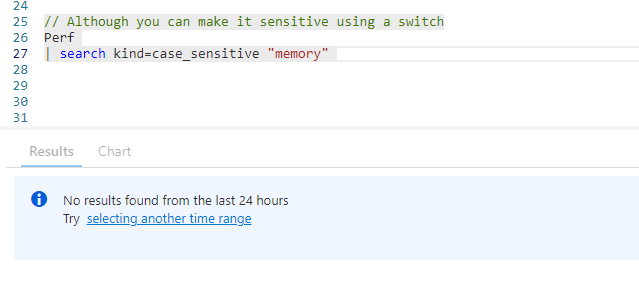 24
25 // Although you can make it sensitive using a switch
26 Perf
27 | search kind=case_sensitive "memory"
28
29
30
31
Results Chart
No results found from the last 24 hours
Try selecting another time range